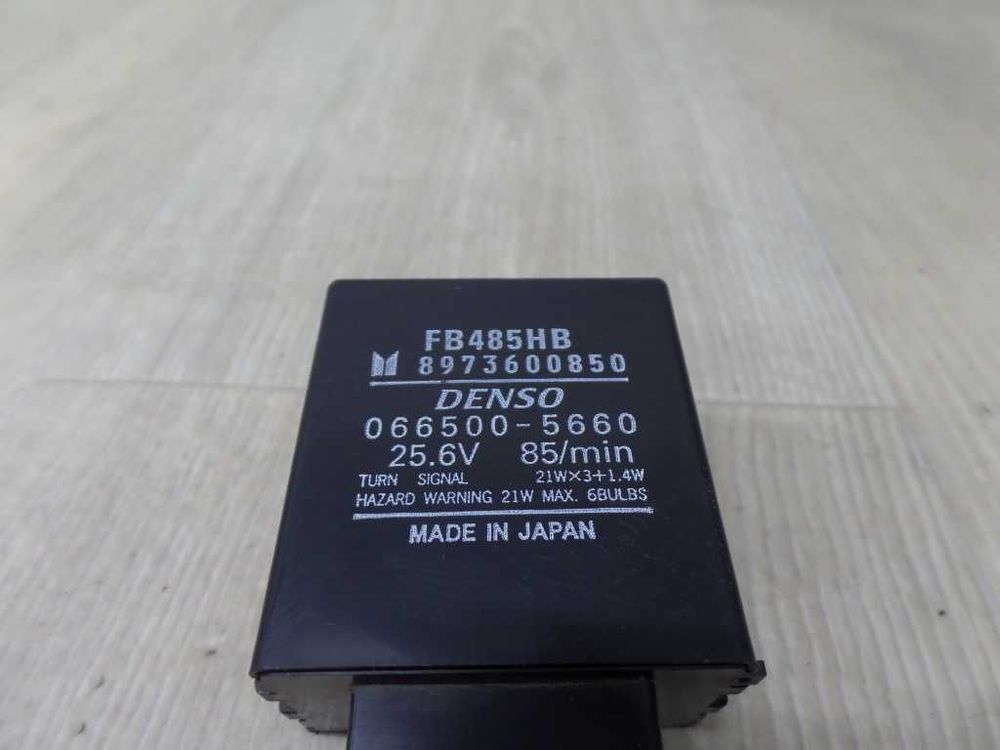 FB485HB
8973600850
DENSO
066500-5660
25.6V 85/min
TURN SIGNAL 21W×3+1.4W
HAZARD WARNING 21W MAX. 6BULBS
MADE IN JAPAN